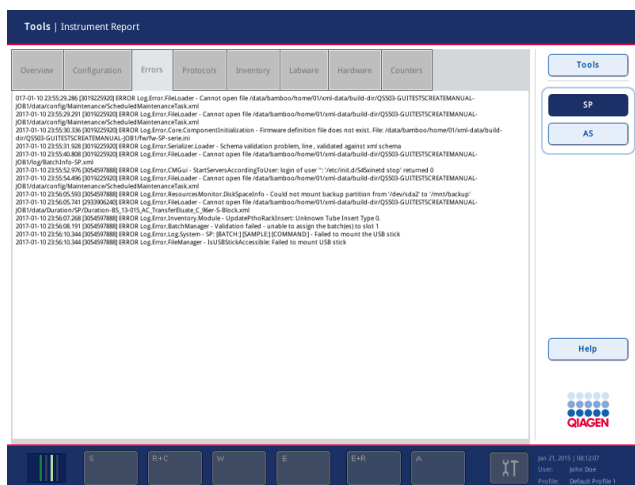 Tools | Instrument Report
Overview Configuration Errors Protocols Inventory Labware Hardware Counters
017-01-10 23:55:29.286 [3019225920] ERROR Log.Error.FileLoader - Cannot open file /data/bamboo/home/01/xml-data/build-dir/QS503-GUITESTSCREATEMANUAL-
JOB1/data/config/Maintenance/ScheduledMaintenanceTask.xml
2017-01-10 23:55:29.291 [3019225920] ERROR Log.Error.FileLoader - Cannot open file /data/bamboo/home/01/xml-data/build-dir/QS503-GUITESTSCREATEMANUAL-
JOB1/data/config/Maintenance/ScheduledMaintenanceTask.xml
2017-01-10 23:55:30.336 [3019225920] ERROR Log.Error.Core.ComponentInitialization - Firmware definition file does not exist. File: /data/bamboo/home/01/xml-data/build-
dir/QS503-GUITESTSCREATEMANUAL-JOB1/fw/fw-SP-serie.ini
2017-01-10 23:55:31.928 [3019225920] ERROR Log.Error.Serializer.Loader - Schema validation problem, line , validated against xml schema
2017-01-10 23:55:40.808 [3019225920] ERROR Log.Error.FileLoader - Cannot open file /data/bamboo/home/01/xml-data/build-dir/QS503-GUITESTSCREATEMANUAL-
JOB1/log/BatchInfo-SP.xml
2017-01-10 23:55:52.976 [3054597888] ERROR Log.Error.CMGui - StartServersAccordingToUser: login of user '': '/etc/init.d/S45xinetd stop' returned 0
2017-01-10 23:55:54.496 [3054597888] ERROR Log.Error.FileLoader - Cannot open file /data/bamboo/home/01/xml-data/build-dir/QS503-GUITESTSCREATEMANUAL-
JOB1/data/config/Maintenance/ScheduledMaintenanceTask.xml
2017-01-10 23:56:05.593 [3054597888] ERROR Log.Error.ResourcesMonitor.DiskSpaceInfo - Could not mount backup partition from '/dev/sda2' to '/mnt/backup'
2017-01-10 23:56:05.741 [2933906240] ERROR Log.Error.FileLoader - Cannot open file /data/bamboo/home/01/xml-data/build-dir/QS503-GUITESTSCREATEMANUAL-
JOB1/data/Duration/SP/Duration-BS_13-015_AC_TransferEluate_C_96er-S-Block.xml
2017-01-10 23:56:07.268 [3054597888] ERROR Log.Error.Inventory.Module - UpdatePthoRackInsert: Unknown Tube Insert Type 0.
2017-01-10 23:56:08.191 [3054597888] ERROR Log.Error.BatchManager - Validation failed - unable to assign the batch(es) to slot 1
2017-01-10 23:56:10.344 [3054597888] ERROR Log.Error.Log.System - SP: [BATCH:] [SAMPLE:] [COMMAND:] - Failed to mount the USB stick
2017-01-10 23:56:10.344 [3054597888] ERROR Log.Error.FileManager - IsUSBStickAccessible: Failed to mount USB stick
Tools
SP
AS
Help
QIAGEN
S R+C W E E+R A
Jan 21, 2015 | 08:12:07
User: John Doe
Profile: Default Profile 1